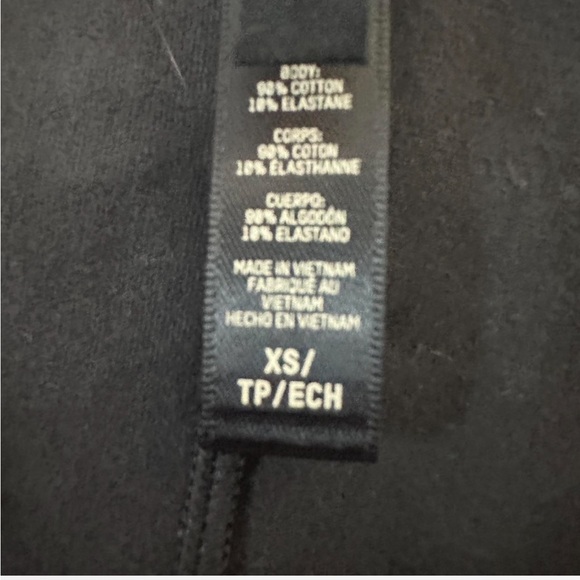 BODY:
90% COTTON
10% ELASTANE
CORPS:
90% COTON
10% ÉLASTHANNE
CUERPO:
90% ALGODÓN
10% ELASTANO
MADE IN VIETNAM
FABRIQUÉ AU
VIETNAM
HECHO EN VIETNAM
XS/
TP/ECH